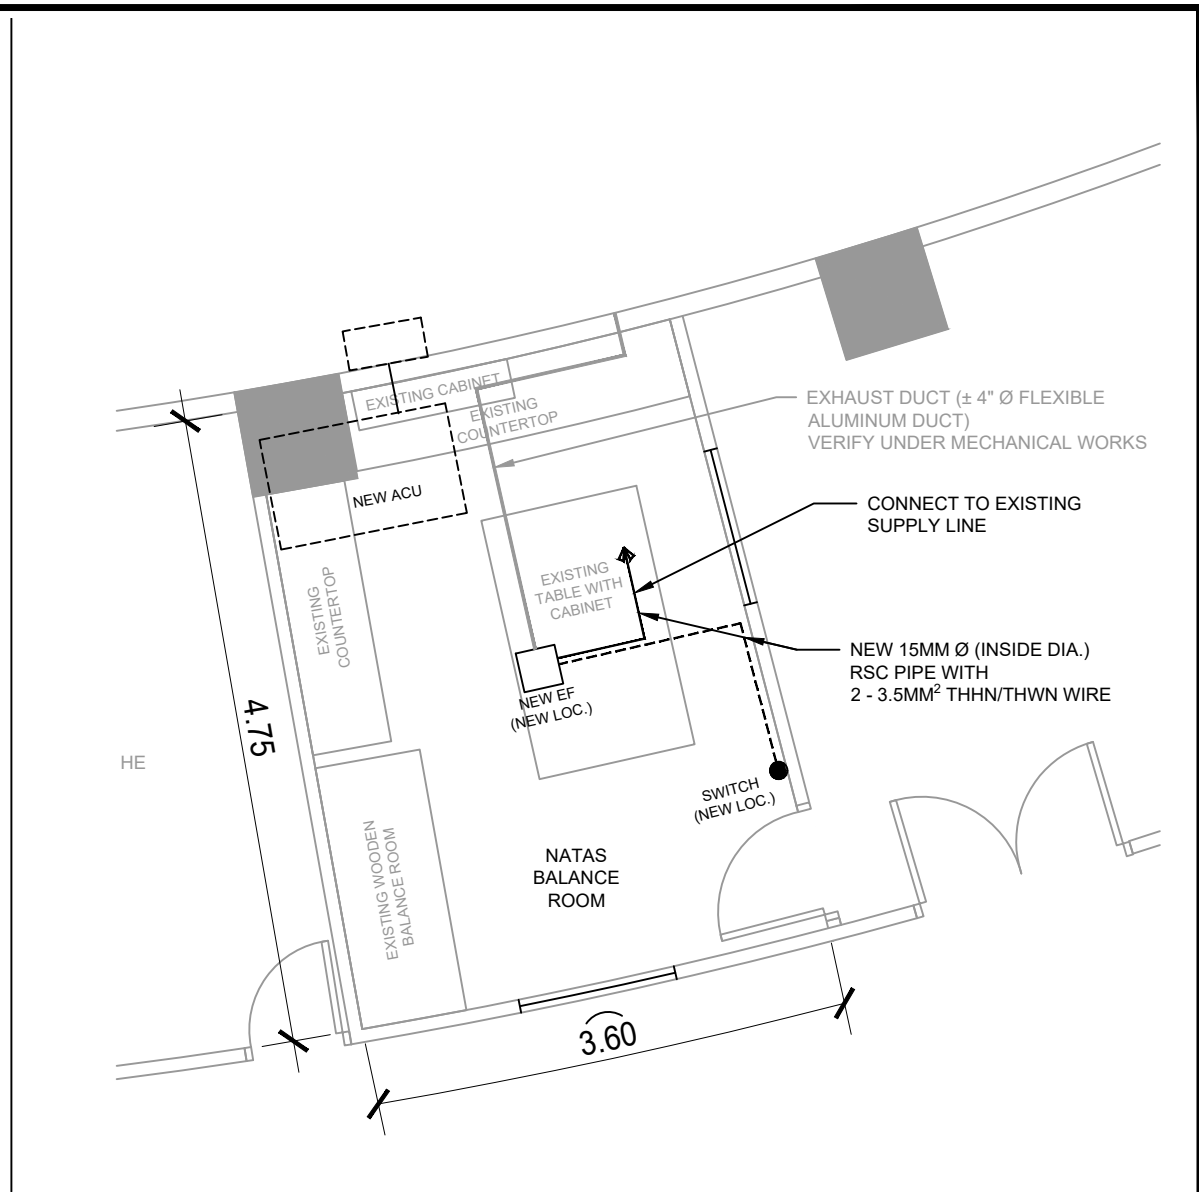 EXISTING CABINET
EXISTING
COUNTERTOP
EXHAUST DUCT (± 4" Ø FLEXIBLE
ALUMINUM DUCT)
VERIFY UNDER MECHANICAL WORKS
NEW ACU
CONNECT TO EXISTING
SUPPLY LINE
EXISTING
TABLE WITH
CABINET
EXISTING
COUNTERTOP
NEW 15MM Ø (INSIDE DIA.)
RSC PIPE WITH
2 - 3.5MM² THHN/THWN WIRE
NEW EF
(NEW LOC.)
4.75
HE
SWITCH
(NEW LOC.)
NATAS
BALANCE
ROOM
EXISTING WOODEN
BALANCE ROOM
3.60